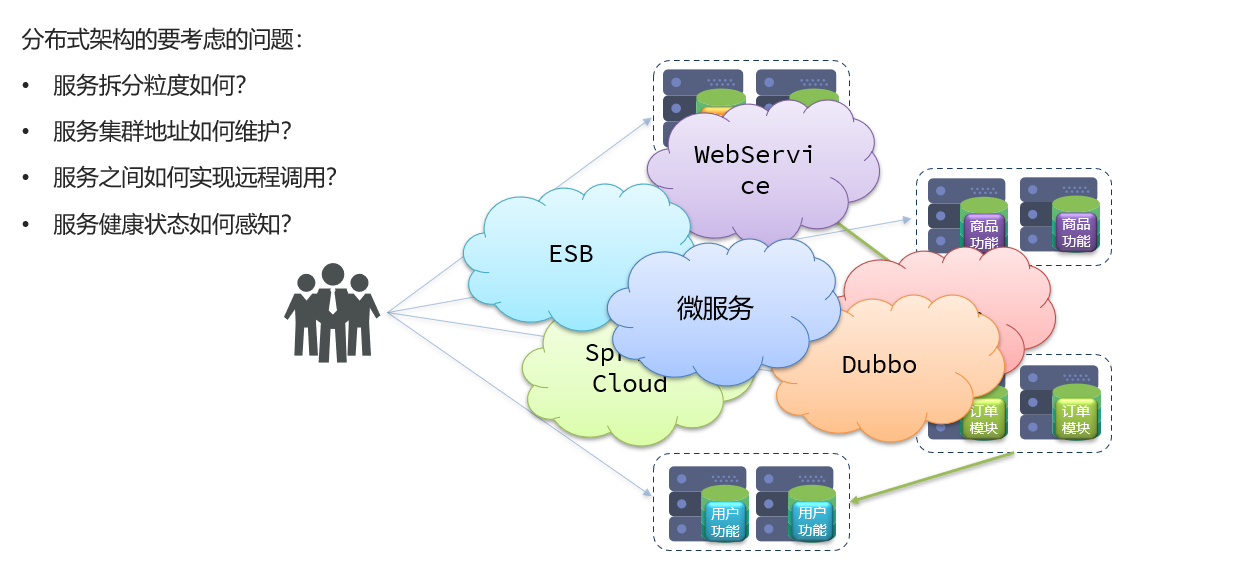 分布式架构的要考虑的问题：
• 服务拆分粒度如何？
• 服务集群地址如何维护？
• 服务之间如何实现远程调用？
• 服务健康状态如何感知？
WebServi
ce
ESB
商品
功能
商品
功能
微服务
Cloud
Dubbo
订单
模块
订单
模块
用户
功能
用户
功能